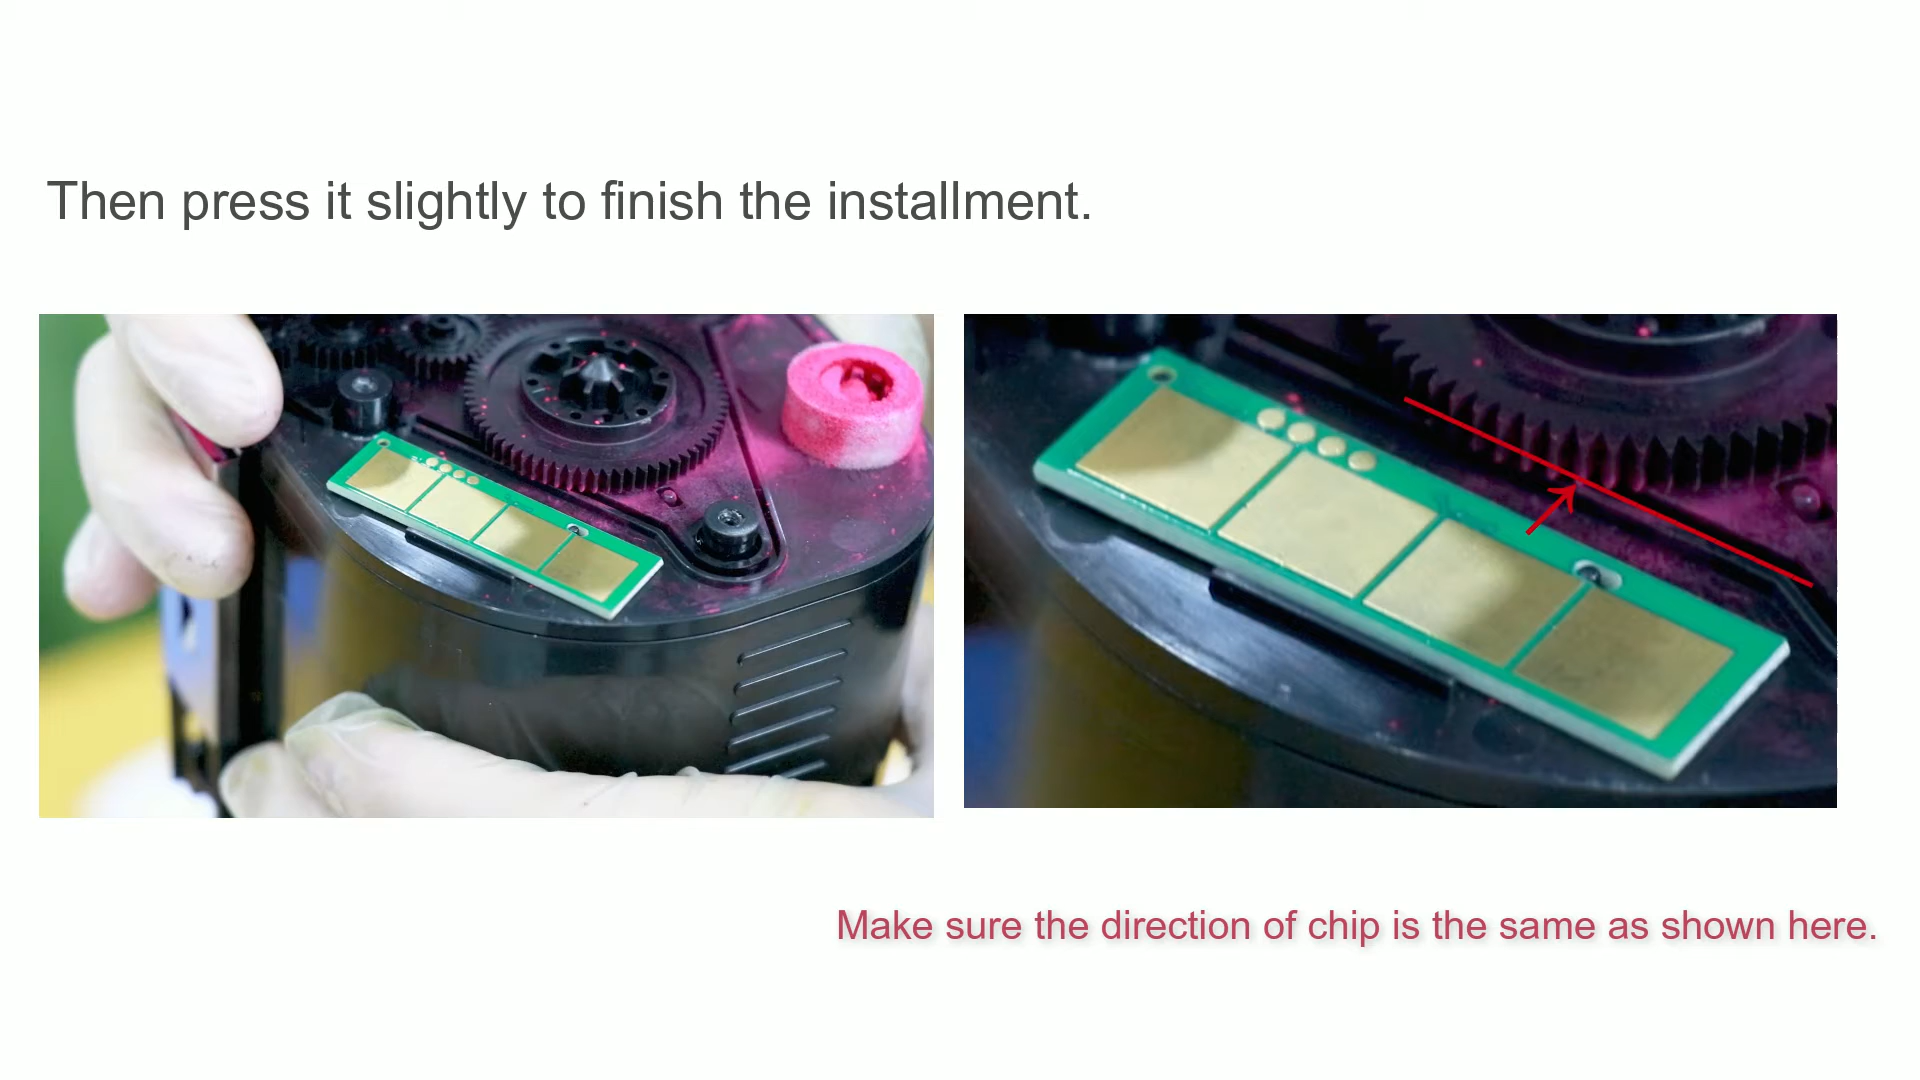 Then press it slightly to finish the installment.
Make sure the direction of chip is the same as shown here.